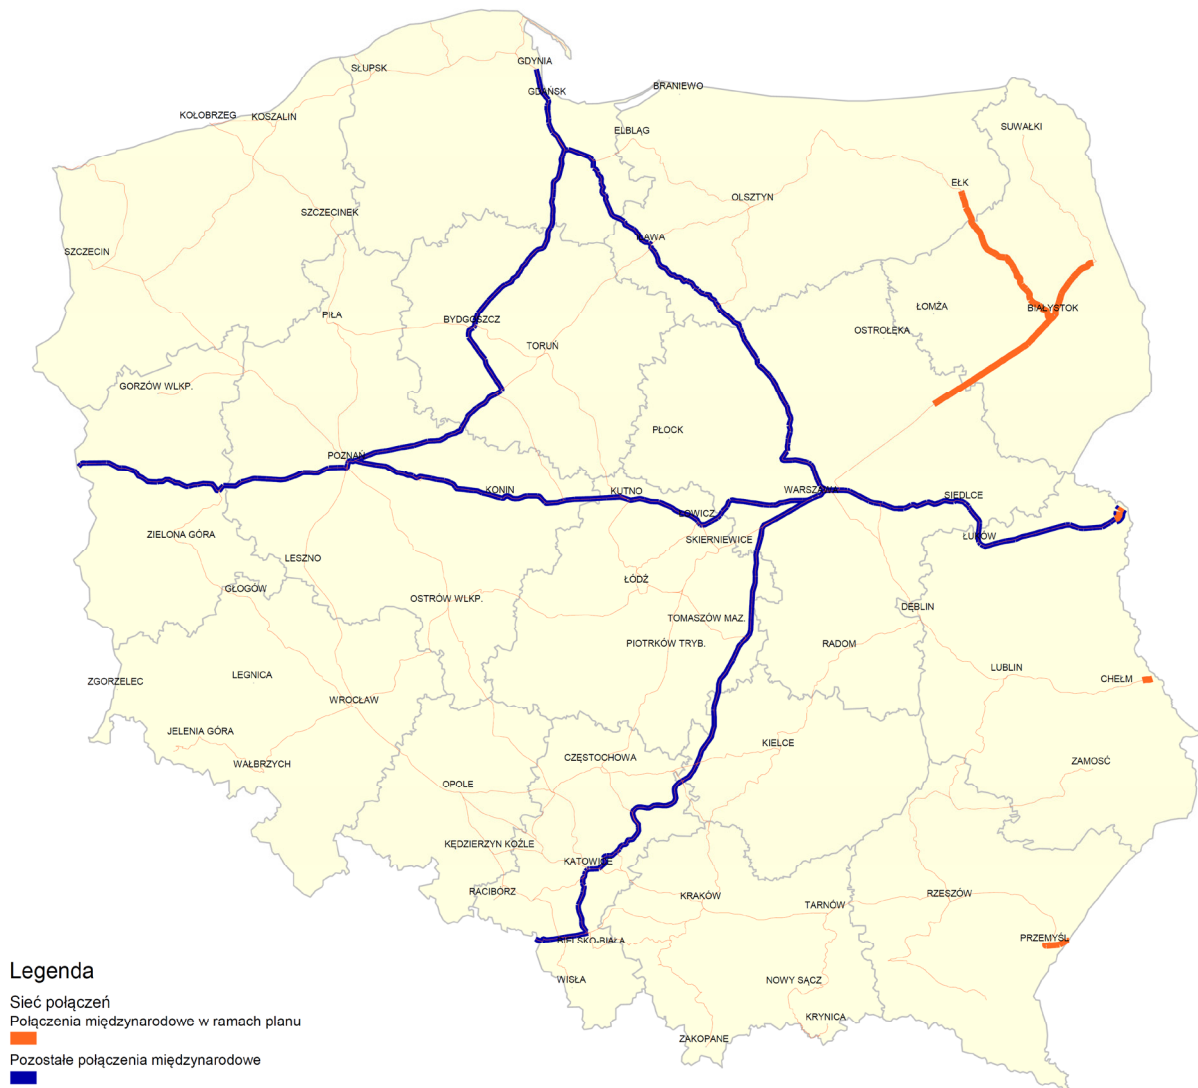 GDYNIA
SŁUPSK
BRANIEWO
GDAŃSK
KOŁOBRZEG
KOSZALIN
SUWAŁKI
ELBLĄG
EŁK
OLSZTYN
SZCZECINEK
IŁAWA
SZCZECIN
ŁOMŻA
BIAŁYSTOK
PIŁA
BYDGOSZCZ
OSTROŁĘKA
TORUŃ
GORZÓW WLKP.
PŁOCK
POZNAŃ
KONIN
KUTNO
WARSZAWA
SIEDLCE
ŁOWICZ
ZIELONA GÓRA
SKIERNIEWICE
ŁUKÓW
LESZNO
ŁÓDŹ
GŁOGÓW
OSTRÓW WLKP.
DĘBLIN
TOMASZÓW MAZ.
PIOTRKÓW TRYB.
RADOM
LUBLIN
ZGORZELEC
LEGNICA
CHEŁM
WROCŁAW
JELENIA GÓRA
KIELCE
CZĘSTOCHOWA
WAŁBRZYCH
ZAMOŚĆ
OPOLE
KĘDZIERZYN KOŹLE
KATOWICE
RACIBORZ
KRAKÓW
TARNÓW
RZESZÓW
BIELSKO-BIAŁA
PRZEMYŚL
WISŁA
NOWY SĄCZ
KRYNICA
ZAKOPANE
Legenda
Sieć połączeń
Połączenia międzynarodowe w ramach planu
Pozostałe połączenia międzynarodowe